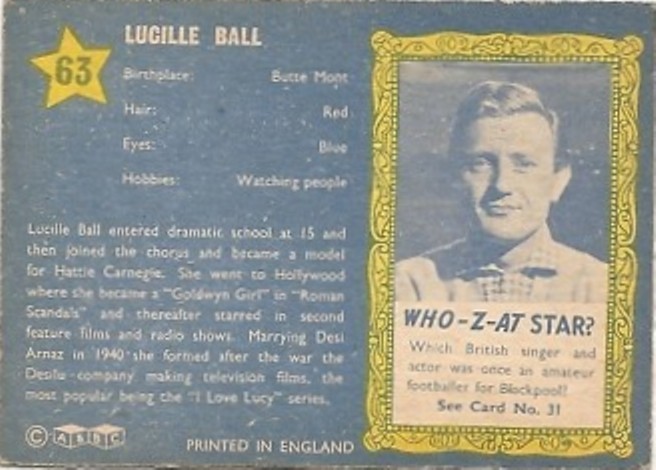 63
LUCILLE BALL
Birthplace: Butte Mont
Hair: Red
Eyes: Blue
Hobbies: Watching people
Lucille Ball entered dramatic school at 15 and
then joined the chorus and became a model
for Hattie Carnegie. She went to Hollywood
where she became a "Goldwyn Girl" in "Roman
Scandals" and thereafter starred in second
feature films and radio shows. Marrying Desi
Arnaz in 1940 she formed after the war the
Desilu company making television films, the
most popular being the "I Love Lucy" series.
© A&BC
PRINTED IN ENGLAND
WHO-Z-AT STAR?
Which British singer and
actor was once an amateur
footballer for Blackpool?
See Card No. 31